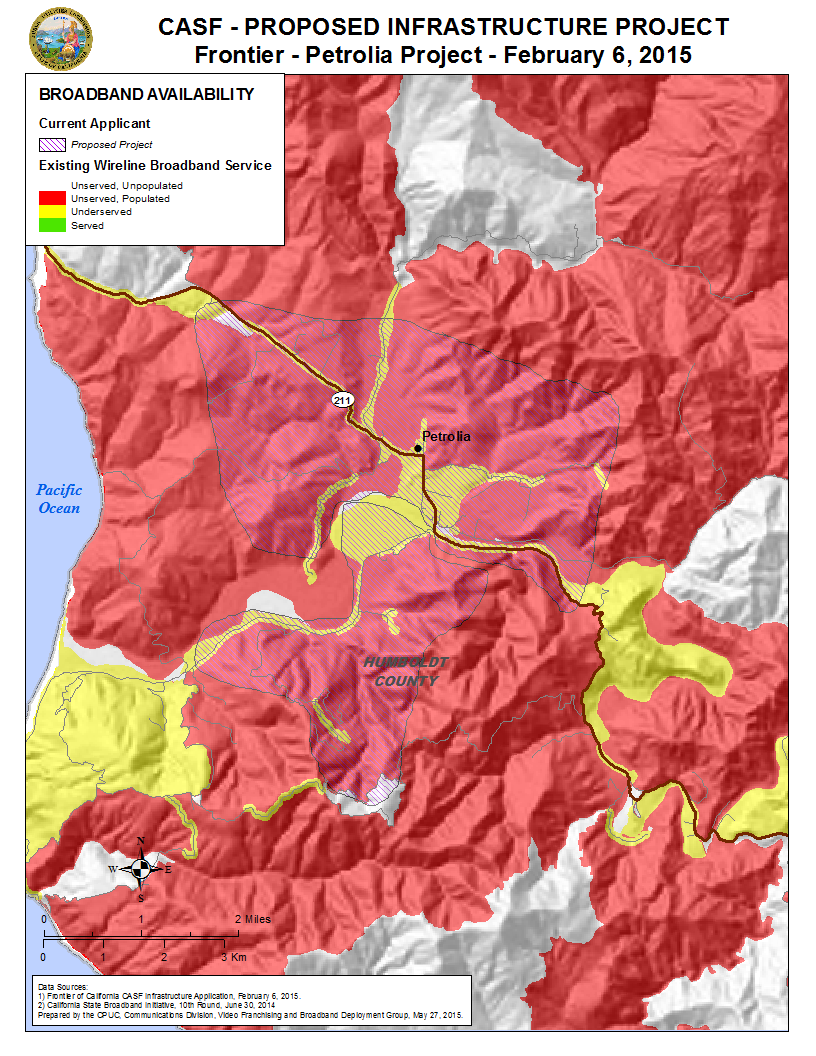 CASF - PROPOSED INFRASTRUCTURE PROJECT
Frontier - Petrolia Project - February 6, 2015
BROADBAND AVAILABILITY
Current Applicant
Proposed Project
Existing Wireline Broadband Service
Unserved, Unpopulated
Unserved, Populated
Underserved
Served
211
Petrolia
Pacific
Ocean
HUMBOLDT
COUNTY
N
W E
S
0 1 2 Miles
0 1 2 3 Km
Data Sources:
1) Frontier of California CASF Infrastructure Application, February 6, 2015.
2) California State Broadband Initiative, 10th Round, June 30, 2014
Prepared by the CPUC, Communications Division, Video Franchising and Broadband Deployment Group, May 27, 2015.